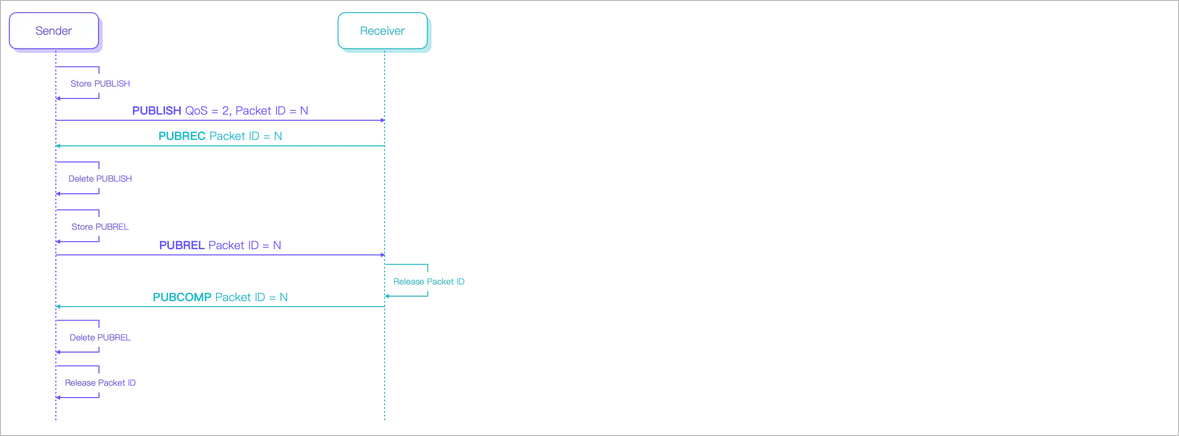 Sender
Receiver
Store PUBLISH
PUBLISH QoS = 2, Packet ID = N
PUBREC Packet ID = N
Delete PUBLISH
Store PUBREL
PUBREL Packet ID = N
Release Packet ID
PUBCOMP Packet ID = N
Delete PUBREL
Release Packet ID